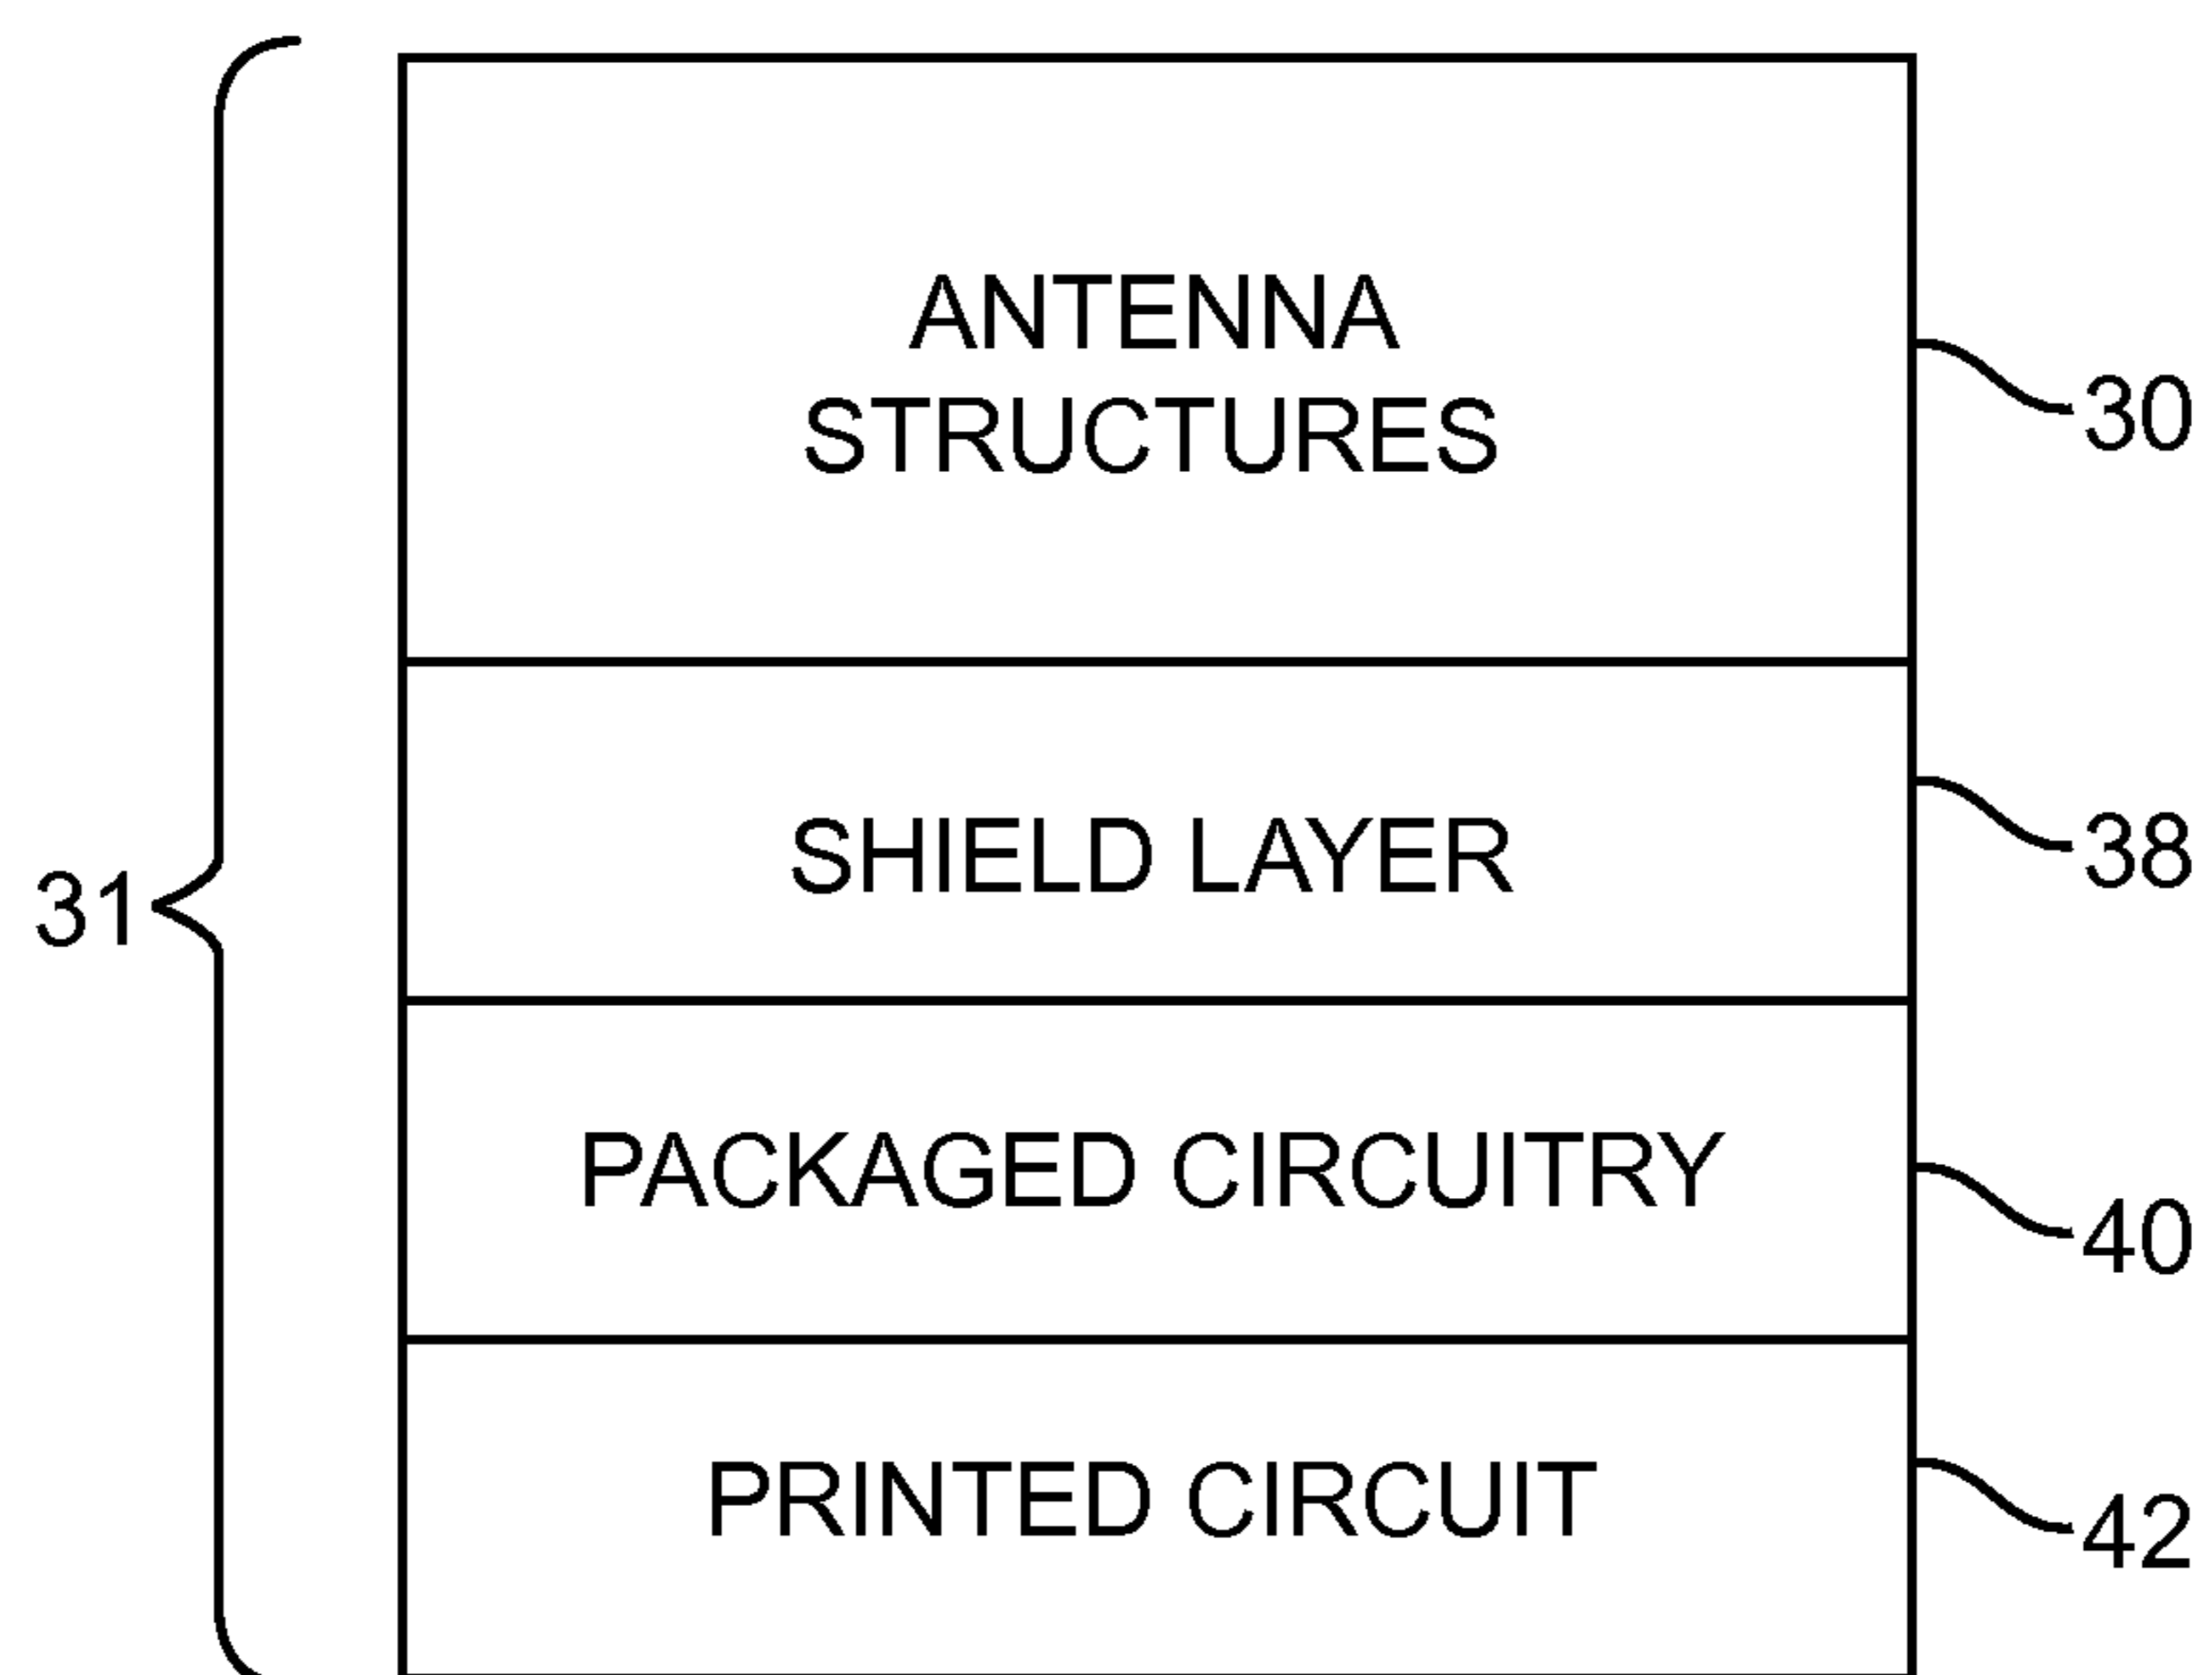 ANTENNA
STRUCTURES
30
SHIELD LAYER
38
31
PACKAGED CIRCUITRY
40
PRINTED CIRCUIT
42